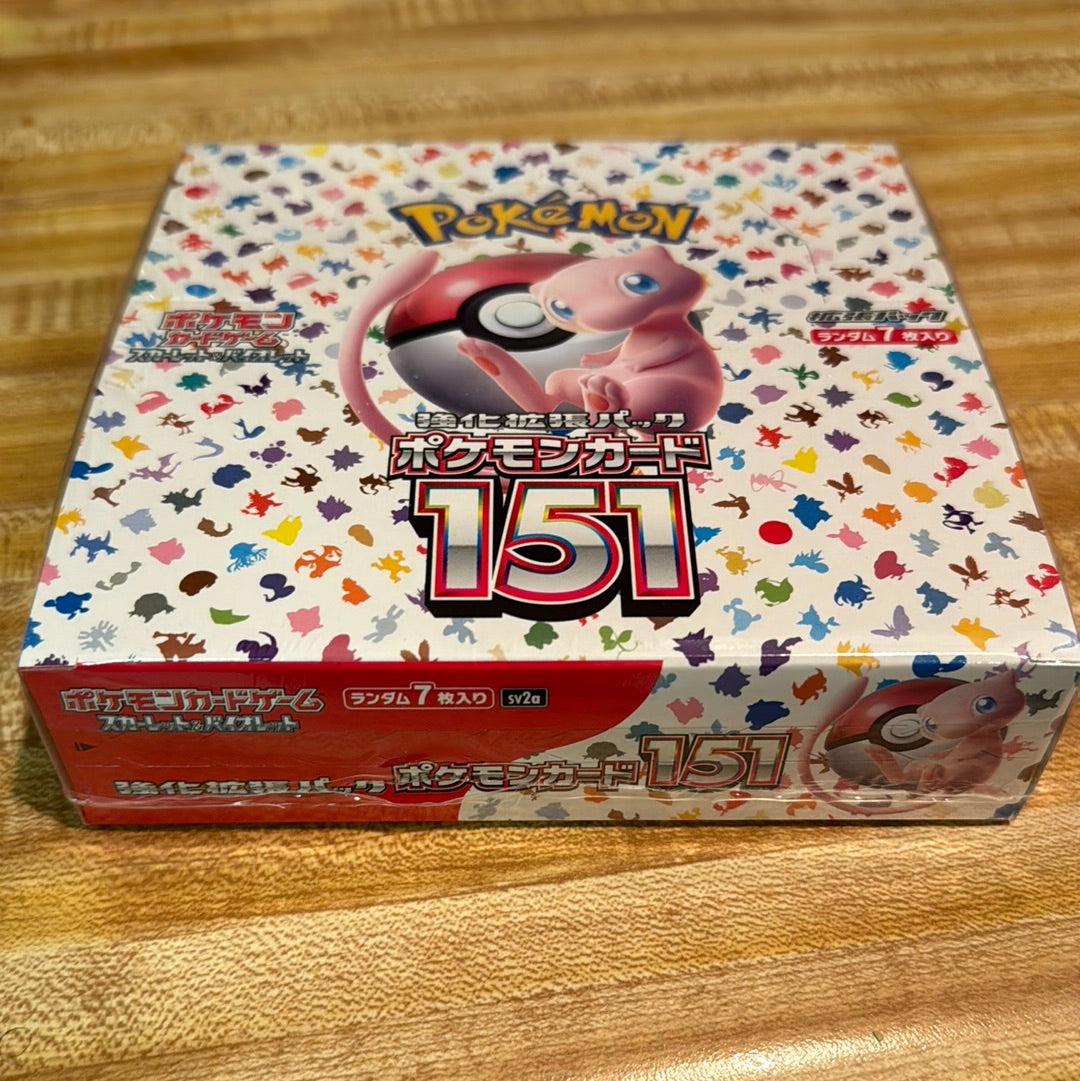 POKéMON
ポケモン
カードゲーム
スカーレット&バイオレット
拡張パック
ランダム7枚入り
強化拡張パック
ポケモンカード
151
ポケモンカードゲーム
スカーレット&バイオレット
ランダム7枚入り sv2a
強化拡張パック ポケモンカード151